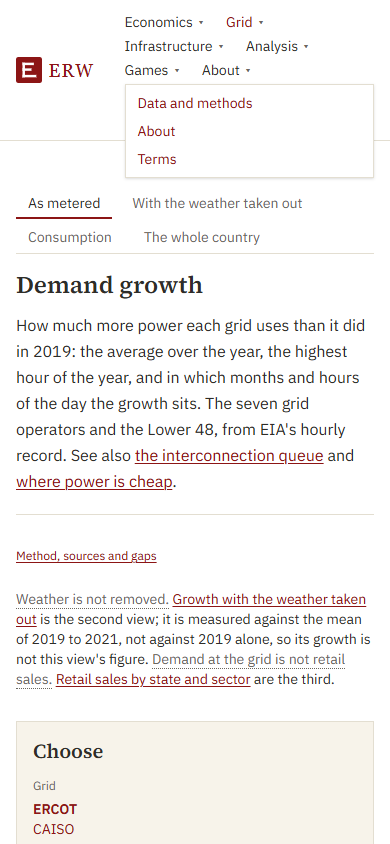 Economics Grid
Infrastructure Analysis
E ERW
Games About
Data and methods
About
Terms
As metered With the weather taken out
Consumption The whole country
Demand growth
How much more power each grid uses than it did
in 2019: the average over the year, the highest
hour of the year, and in which months and hours
of the day the growth sits. The seven grid
operators and the Lower 48, from EIA's hourly
record. See also the interconnection queue and
where power is cheap.
Method, sources and gaps
Weather is not removed. Growth with the weather taken
out is the second view; it is measured against the mean
of 2019 to 2021, not against 2019 alone, so its growth is
not this view's figure. Demand at the grid is not retail
sales. Retail sales by state and sector are the third.
Choose
Grid
ERCOT
CAISO